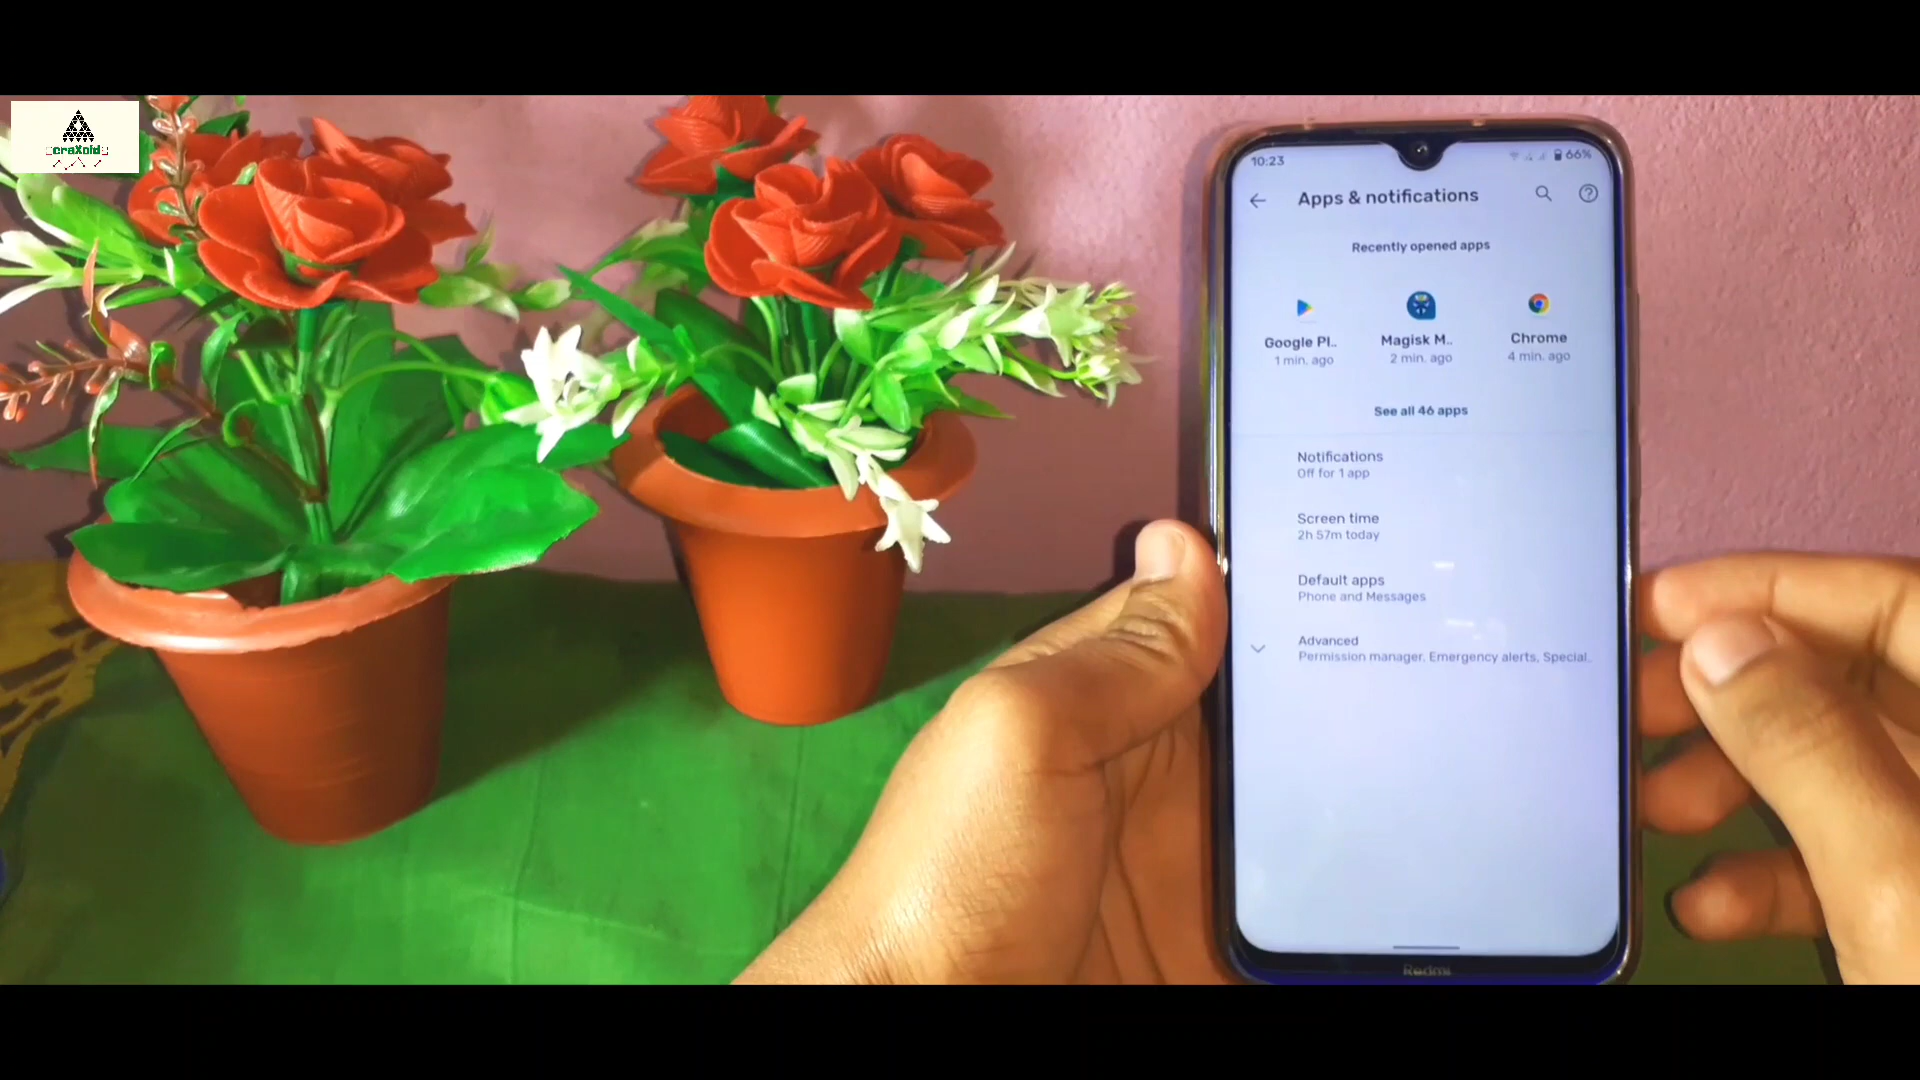 craXoid
10:23
66%
Apps & notifications
Recently opened apps
Google Pl..
1 min. ago
Magisk M..
2 min. ago
Chrome
4 min. ago
See all 46 apps
Notifications
Off for 1 app
Screen time
2h 57m today
Default apps
Phone and Messages
Advanced
Permission manager, Emergency alerts, Special..
Redmi